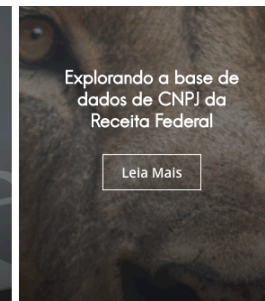 Explorando a base de
dados de CNPJ da
Receita Federal
Leia Mais